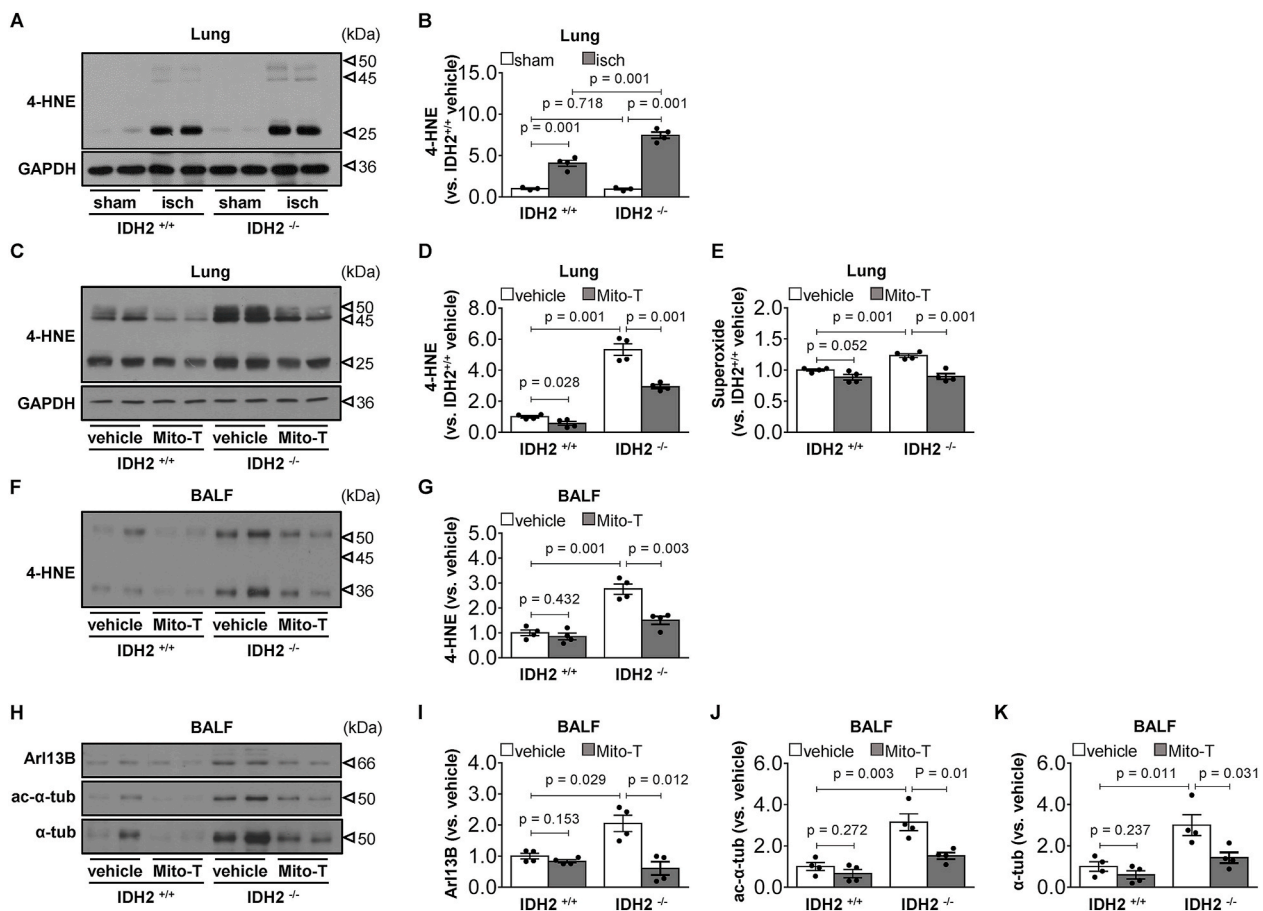 A
Lung
(kDa)
4-HNE
50
45
25
GAPDH
36
sham isch sham isch
IDH2 +/+ IDH2 -/-
B
Lung
sham isch
4-HNE
(vs. IDH2+/+ vehicle)
15.0
10.0
5.0
0.0
p = 0.001
p = 0.718 p = 0.001
p = 0.001
IDH2 +/+ IDH2 -/-
C
Lung
(kDa)
4-HNE
50
45
25
GAPDH
36
vehicle Mito-T vehicle Mito-T
IDH2 +/+ IDH2 -/-
D
Lung
vehicle Mito-T
4-HNE
(vs. IDH2+/+ vehicle)
8.0
6.0
4.0
2.0
0.0
p = 0.001 p = 0.001
p = 0.028
IDH2 +/+ IDH2 -/-
E
Lung
vehicle Mito-T
Superoxide
(vs. IDH2+/+ vehicle)
2.0
1.5
1.0
0.5
0.0
p = 0.001 p = 0.001
p = 0.052
IDH2 +/+ IDH2 -/-
F
BALF
(kDa)
4-HNE
50
45
36
vehicle Mito-T vehicle Mito-T
IDH2 +/+ IDH2 -/-
G
BALF
vehicle Mito-T
4-HNE (vs. vehicle)
5.0
4.0
3.0
2.0
1.0
0.0
p = 0.001 p = 0.003
p = 0.432
IDH2 +/+ IDH2 -/-
H
BALF
(kDa)
Arl13B
66
ac-α-tub
50
α-tub
50
vehicle Mito-T vehicle Mito-T
IDH2 +/+ IDH2 -/-
I
BALF
vehicle Mito-T
Arl13B (vs. vehicle)
4.0
3.0
2.0
1.0
0.0
p = 0.029 p = 0.012
p = 0.153
IDH2 +/+ IDH2 -/-
J
BALF
vehicle Mito-T
ac-α-tub (vs. vehicle)
6.0
4.0
2.0
0.0
p = 0.003 P = 0.01
p = 0.272
IDH2 +/+ IDH2 -/-
K
BALF
vehicle Mito-T
α-tub (vs. vehicle)
6.0
4.0
2.0
0.0
p = 0.011 p = 0.031
p = 0.237
IDH2 +/+ IDH2 -/-